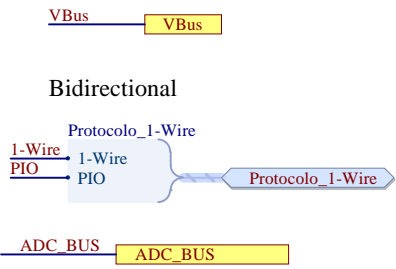 VBus VBus
Bidirectional
Protocolo_1-Wire
1-Wire 1-Wire
PIO PIO
Protocolo_1-Wire
ADC_BUS ADC_BUS